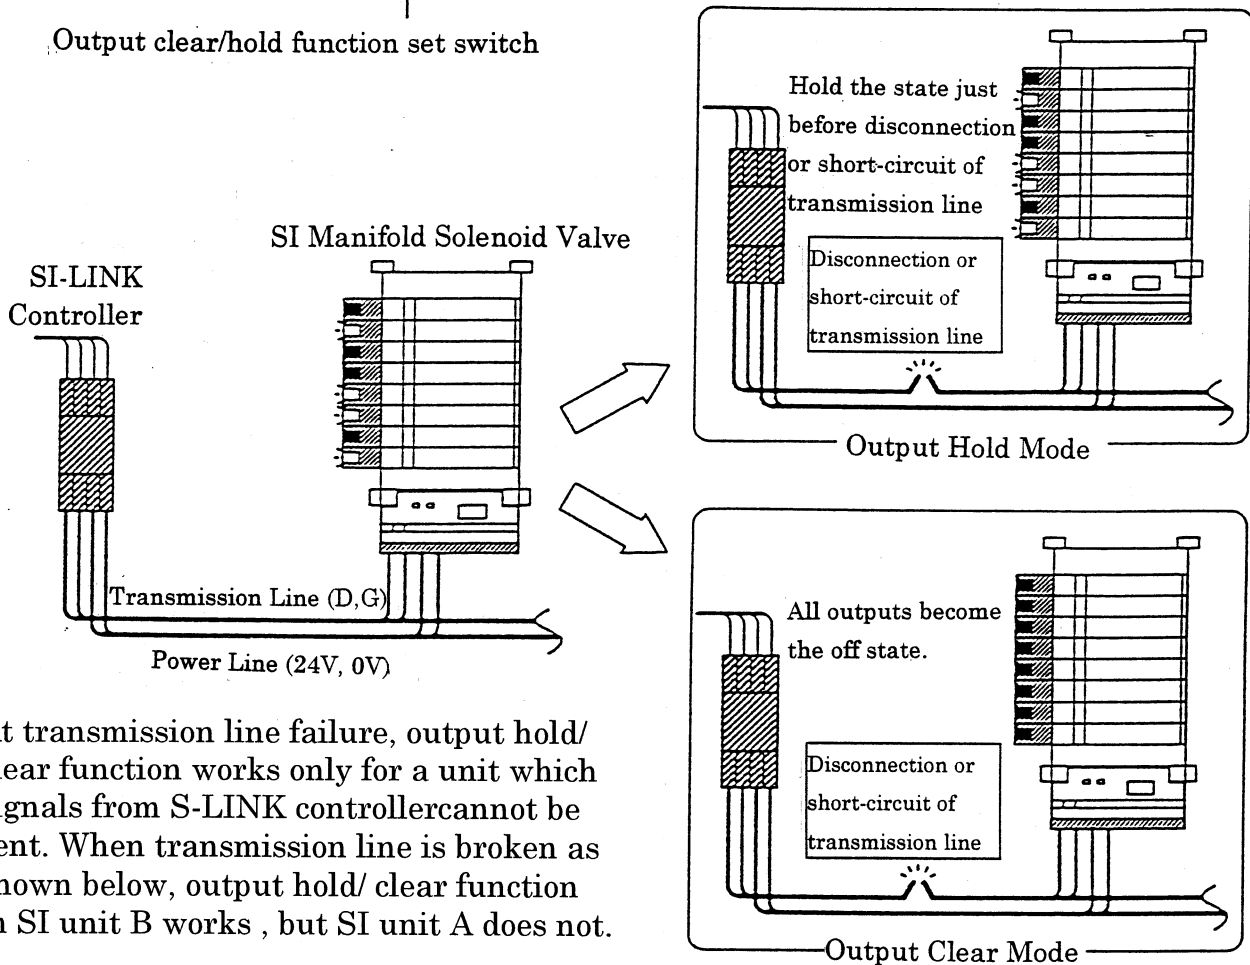 Output clear/hold function set switch
SI Manifold Solenoid Valve
SI-LINK
Controller
Transmission Line (D,G)
Power Line (24V, 0V)
t transmission line failure, output hold/
lear function works only for a unit which
ignals from S-LINK controllercannot be
ent. When transmission line is broken as
hown below, output hold/ clear function
n SI unit B works , but SI unit A does not.
Hold the state just
before disconnection
or short-circuit of
transmission line
Disconnection or
short-circuit of
transmission line
Output Hold Mode
All outputs become
the off state.
Disconnection or
short-circuit of
transmission line
Output Clear Mode